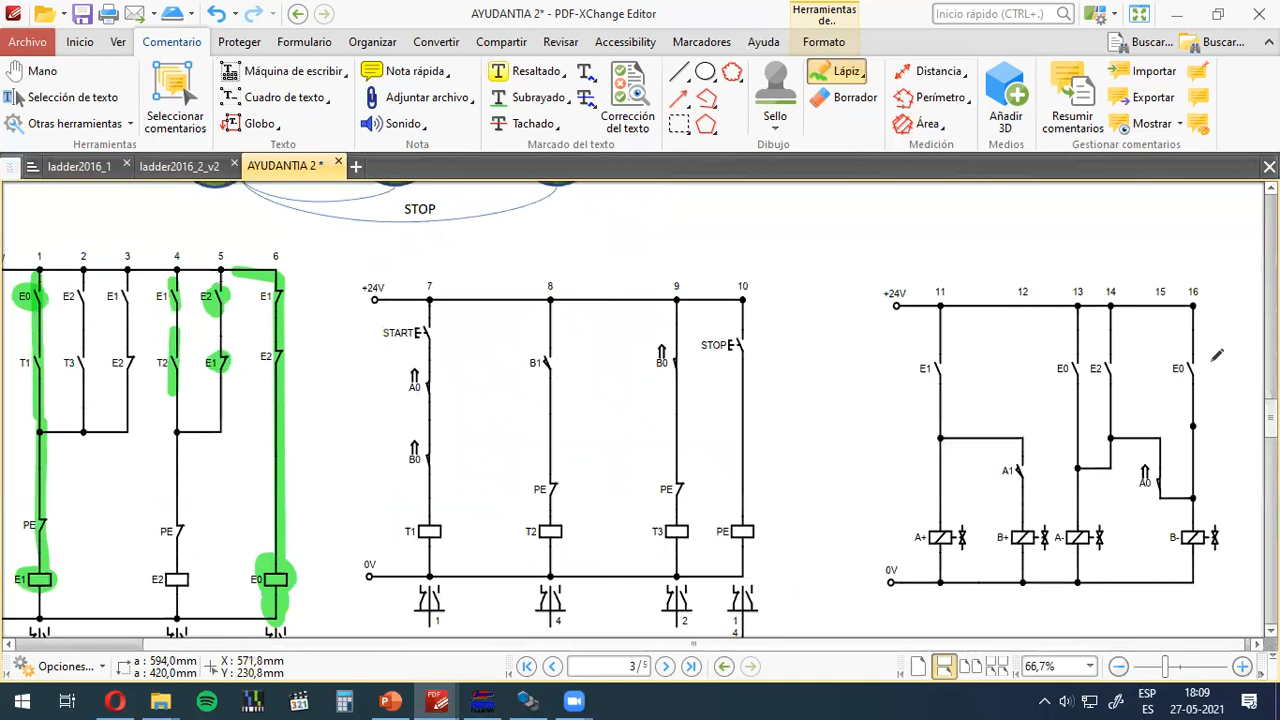 AYUDANTIA 2* - PDF-XChange Editor
Herramientas de..
Inicio rápido (CTRL+.)
Archivo Inicio Ver Comentario Proteger Formulario Organizar Convertir Compartir Revisar Accessibility Marcadores Ayuda Formato Buscar... Buscar...
Mano
Selección de texto
Otras herramientas
Herramientas
Seleccionar comentarios
Máquina de escribir
Cuadro de texto
Globo
Texto
Nota rápida
Adjuntar archivo
Sonido
Nota
Resaltado
Subrayado
Tachado
Corrección del texto
Marcado del texto
Lápiz
Borrador
Dibujo
Sello
Distancia
Perímetro
Área
Medición
Añadir 3D
Medios
Resumir comentarios
Importar
Exportar
Mostrar
Gestionar comentarios
ladder2016_1 ladder2016_2_v2 AYUDANTIA 2 *
STOP
1 2 3 4 5 6
E0 E2 E1 E1 E2 E1
T1 T3 E2 T2 E1 E2
PE PE
E1 E2 E0
+24V 7 8 9 10
START STOP
A0 B1 B0
B0
PE PE
T1 T2 T3 PE
0V
1 4 2 1
4
+24V 11 12 13 14 15 16
E1 E0 E2 E0
A1 A0
A+ B+ A- B-
0V
Opciones... a : 594,0mm X : 571,8mm 3 / 5 66,7%
a : 420,0mm Y : 230,8mm
ESP 18:09
ES 27-05-2021